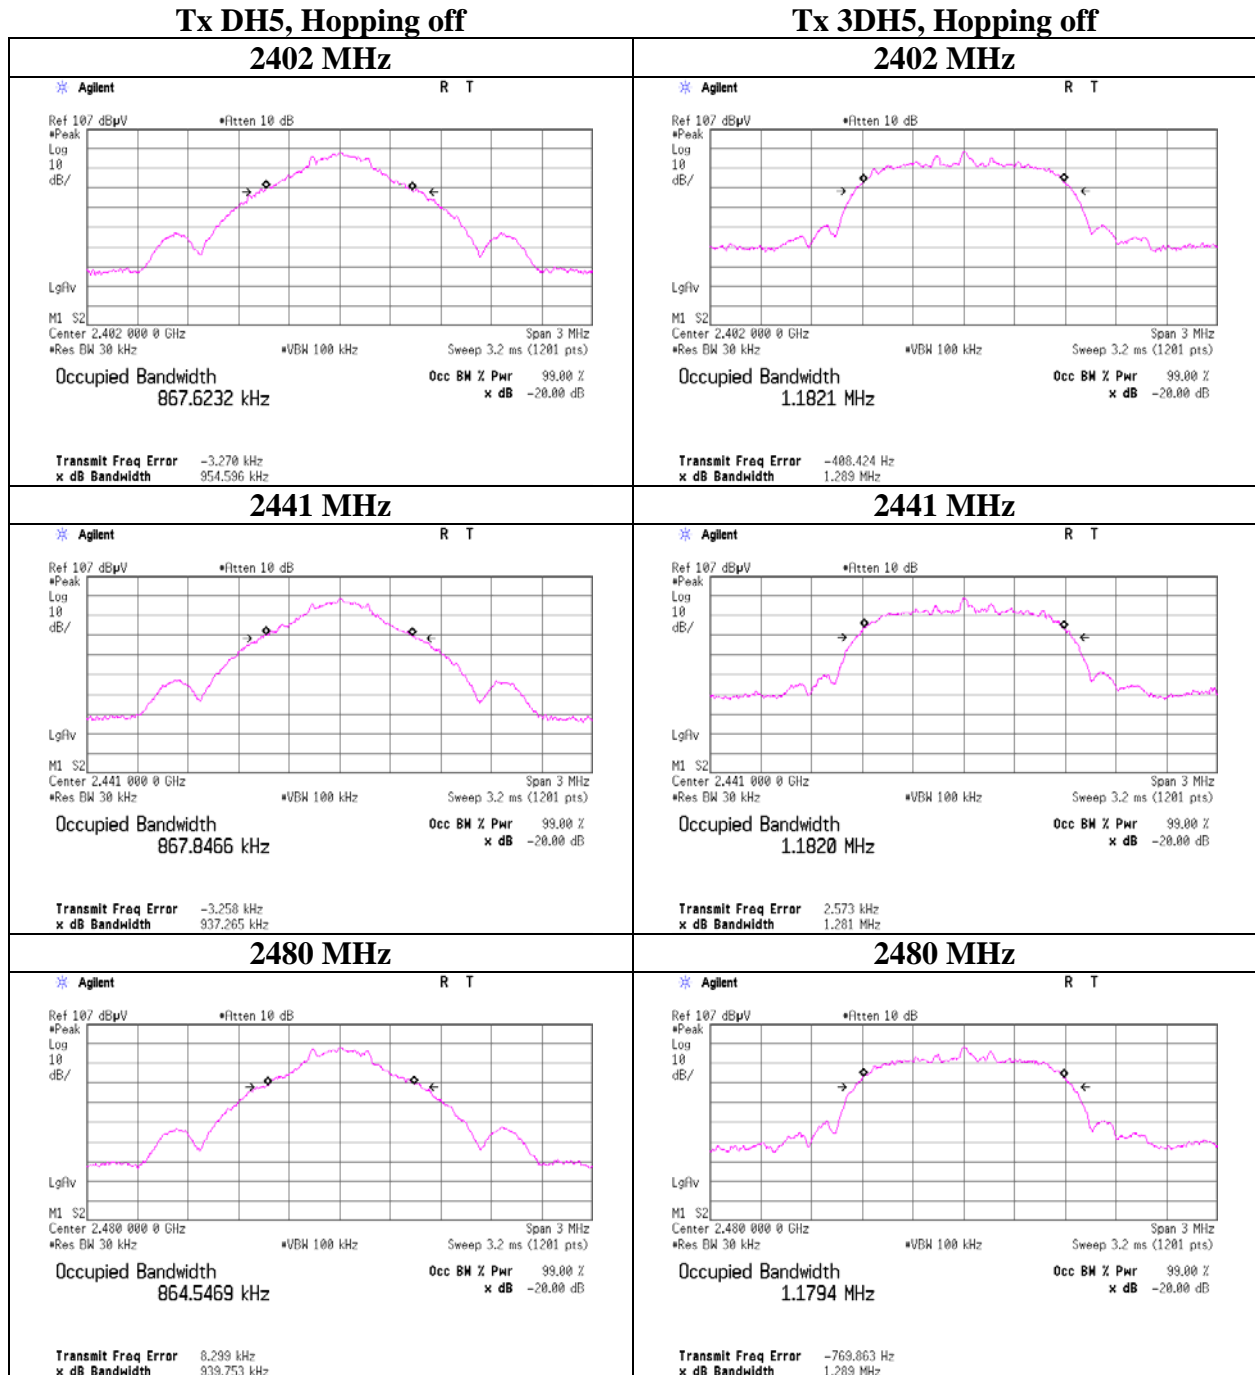 Tx DH5, Hopping off
Tx 3DH5, Hopping off
2402 MHz
2402 MHz
Agilent
R T
Ref 107 dBµV
#Atten 10 dB
#Peak
Log
10
dB/
LgAv
M1 S2
Center 2.402 000 0 GHz
Span 3 MHz
#Res BW 30 kHz
#VBW 100 kHz
Sweep 3.2 ms (1201 pts)
Occupied Bandwidth
867.6232 kHz
Occ BW % Pwr 99.00 %
x dB -20.00 dB
Transmit Freq Error -3.270 kHz
x dB Bandwidth 954.596 kHz
Agilent
R T
Ref 107 dBµV
#Atten 10 dB
#Peak
Log
10
dB/
LgAv
M1 S2
Center 2.402 000 0 GHz
Span 3 MHz
#Res BW 30 kHz
#VBW 100 kHz
Sweep 3.2 ms (1201 pts)
Occupied Bandwidth
1.1821 MHz
Occ BW % Pwr 99.00 %
x dB -20.00 dB
Transmit Freq Error -408.424 Hz
x dB Bandwidth 1.289 MHz
2441 MHz
2441 MHz
Agilent
R T
Ref 107 dBµV
#Atten 10 dB
#Peak
Log
10
dB/
LgAv
M1 S2
Center 2.441 000 0 GHz
Span 3 MHz
#Res BW 30 kHz
#VBW 100 kHz
Sweep 3.2 ms (1201 pts)
Occupied Bandwidth
867.8466 kHz
Occ BW % Pwr 99.00 %
x dB -20.00 dB
Transmit Freq Error -3.258 kHz
x dB Bandwidth 937.265 kHz
Agilent
R T
Ref 107 dBµV
#Atten 10 dB
#Peak
Log
10
dB/
LgAv
M1 S2
Center 2.441 000 0 GHz
Span 3 MHz
#Res BW 30 kHz
#VBW 100 kHz
Sweep 3.2 ms (1201 pts)
Occupied Bandwidth
1.1820 MHz
Occ BW % Pwr 99.00 %
x dB -20.00 dB
Transmit Freq Error 2.573 kHz
x dB Bandwidth 1.281 MHz
2480 MHz
2480 MHz
Agilent
R T
Ref 107 dBµV
#Atten 10 dB
#Peak
Log
10
dB/
LgAv
M1 S2
Center 2.480 000 0 GHz
Span 3 MHz
#Res BW 30 kHz
#VBW 100 kHz
Sweep 3.2 ms (1201 pts)
Occupied Bandwidth
864.5469 kHz
Occ BW % Pwr 99.00 %
x dB -20.00 dB
Transmit Freq Error 8.299 kHz
x dB Bandwidth 939.753 kHz
Agilent
R T
Ref 107 dBµV
#Atten 10 dB
#Peak
Log
10
dB/
LgAv
M1 S2
Center 2.480 000 0 GHz
Span 3 MHz
#Res BW 30 kHz
#VBW 100 kHz
Sweep 3.2 ms (1201 pts)
Occupied Bandwidth
1.1794 MHz
Occ BW % Pwr 99.00 %
x dB -20.00 dB
Transmit Freq Error -769.863 Hz
x dB Bandwidth 1.289 MHz